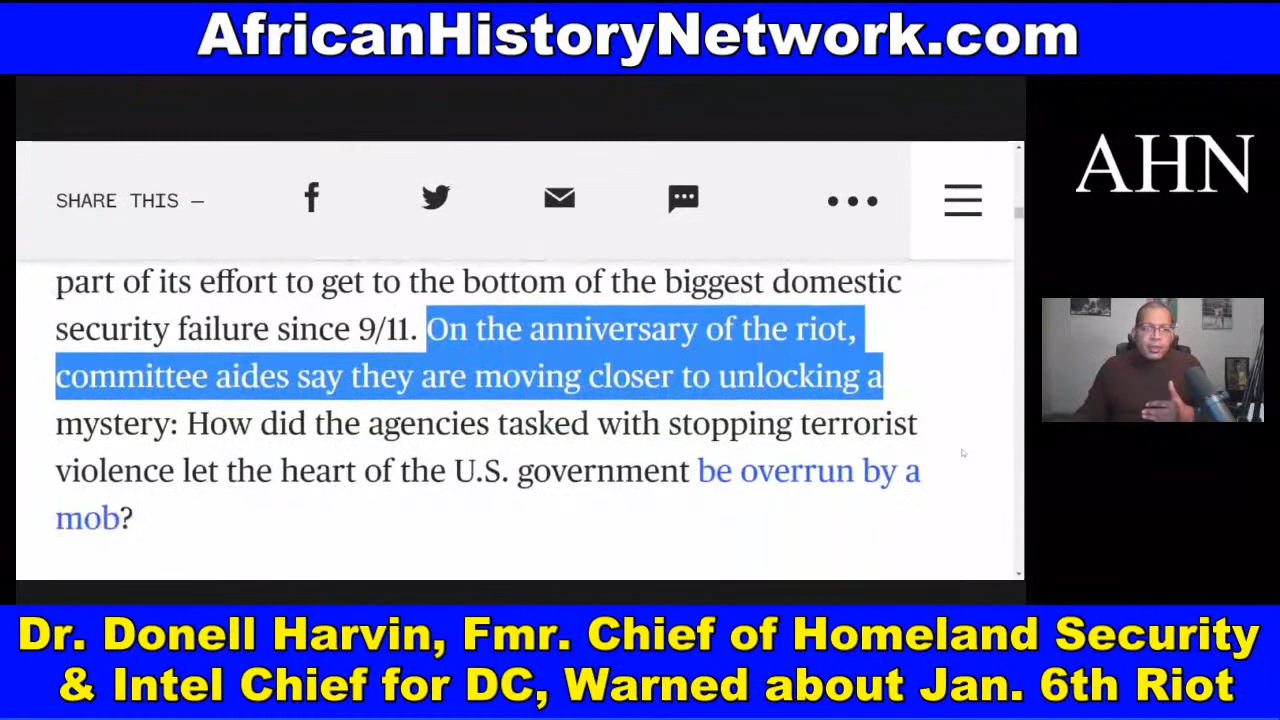 AfricanHistoryNetwork.com
AHN
SHARE THIS —
part of its effort to get to the bottom of the biggest domestic
security failure since 9/11. On the anniversary of the riot,
committee aides say they are moving closer to unlocking a
mystery: How did the agencies tasked with stopping terrorist
violence let the heart of the U.S. government be overrun by a
mob?
Dr. Donell Harvin, Fmr. Chief of Homeland Security
& Intel Chief for DC, Warned about Jan. 6th Riot